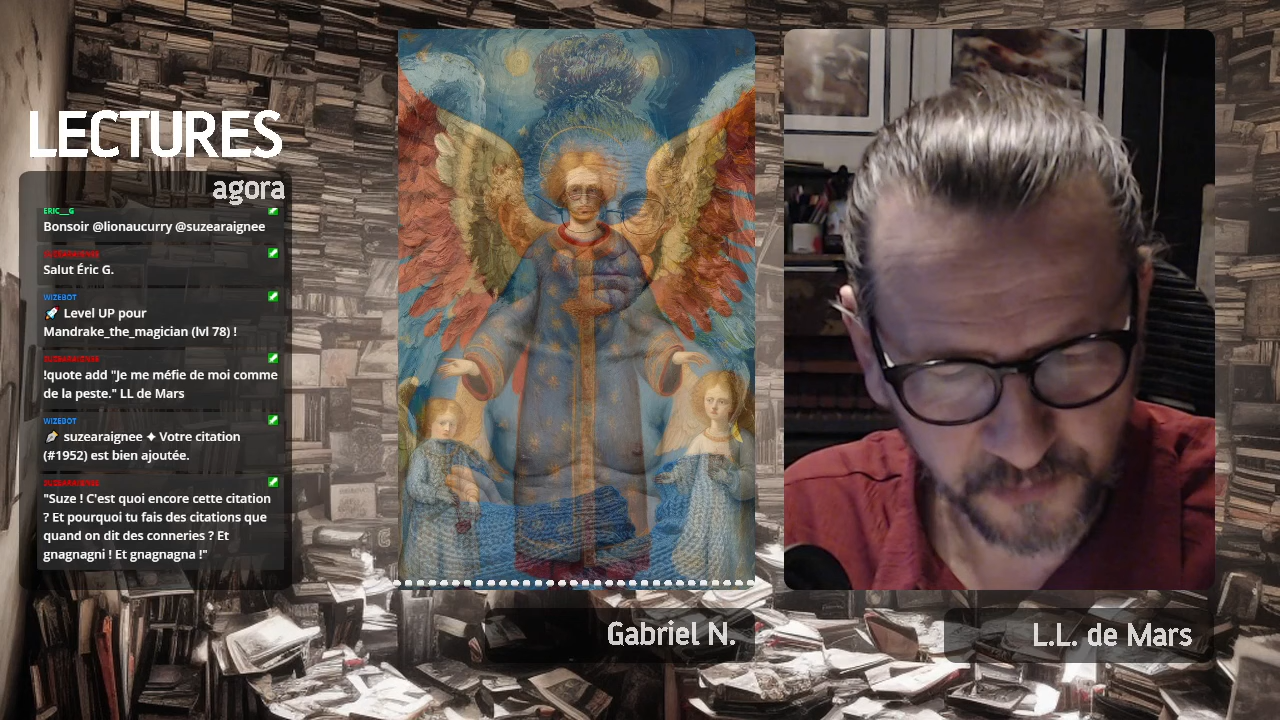 LECTURES
agora
ERIC__G
Bonsoir @lionaucurry @suzearaignee
SUZEARAIGNEE
Salut Éric G.
WIZEBOT
🚀 Level UP pour
Mandrake_the_magician (lvl 78) !
SUZEARAIGNEE
!quote add "Je me méfie de moi comme
de la peste." LL de Mars
WIZEBOT
suzearaignee ✦ Votre citation
(#1952) est bien ajoutée.
SUZEARAIGNEE
"Suze ! C'est quoi encore cette citation
? Et pourquoi tu fais des citations que
quand on dit des conneries ? Et
gnagnagni ! Et gnagnagna !"
Gabriel N.
L.L. de Mars